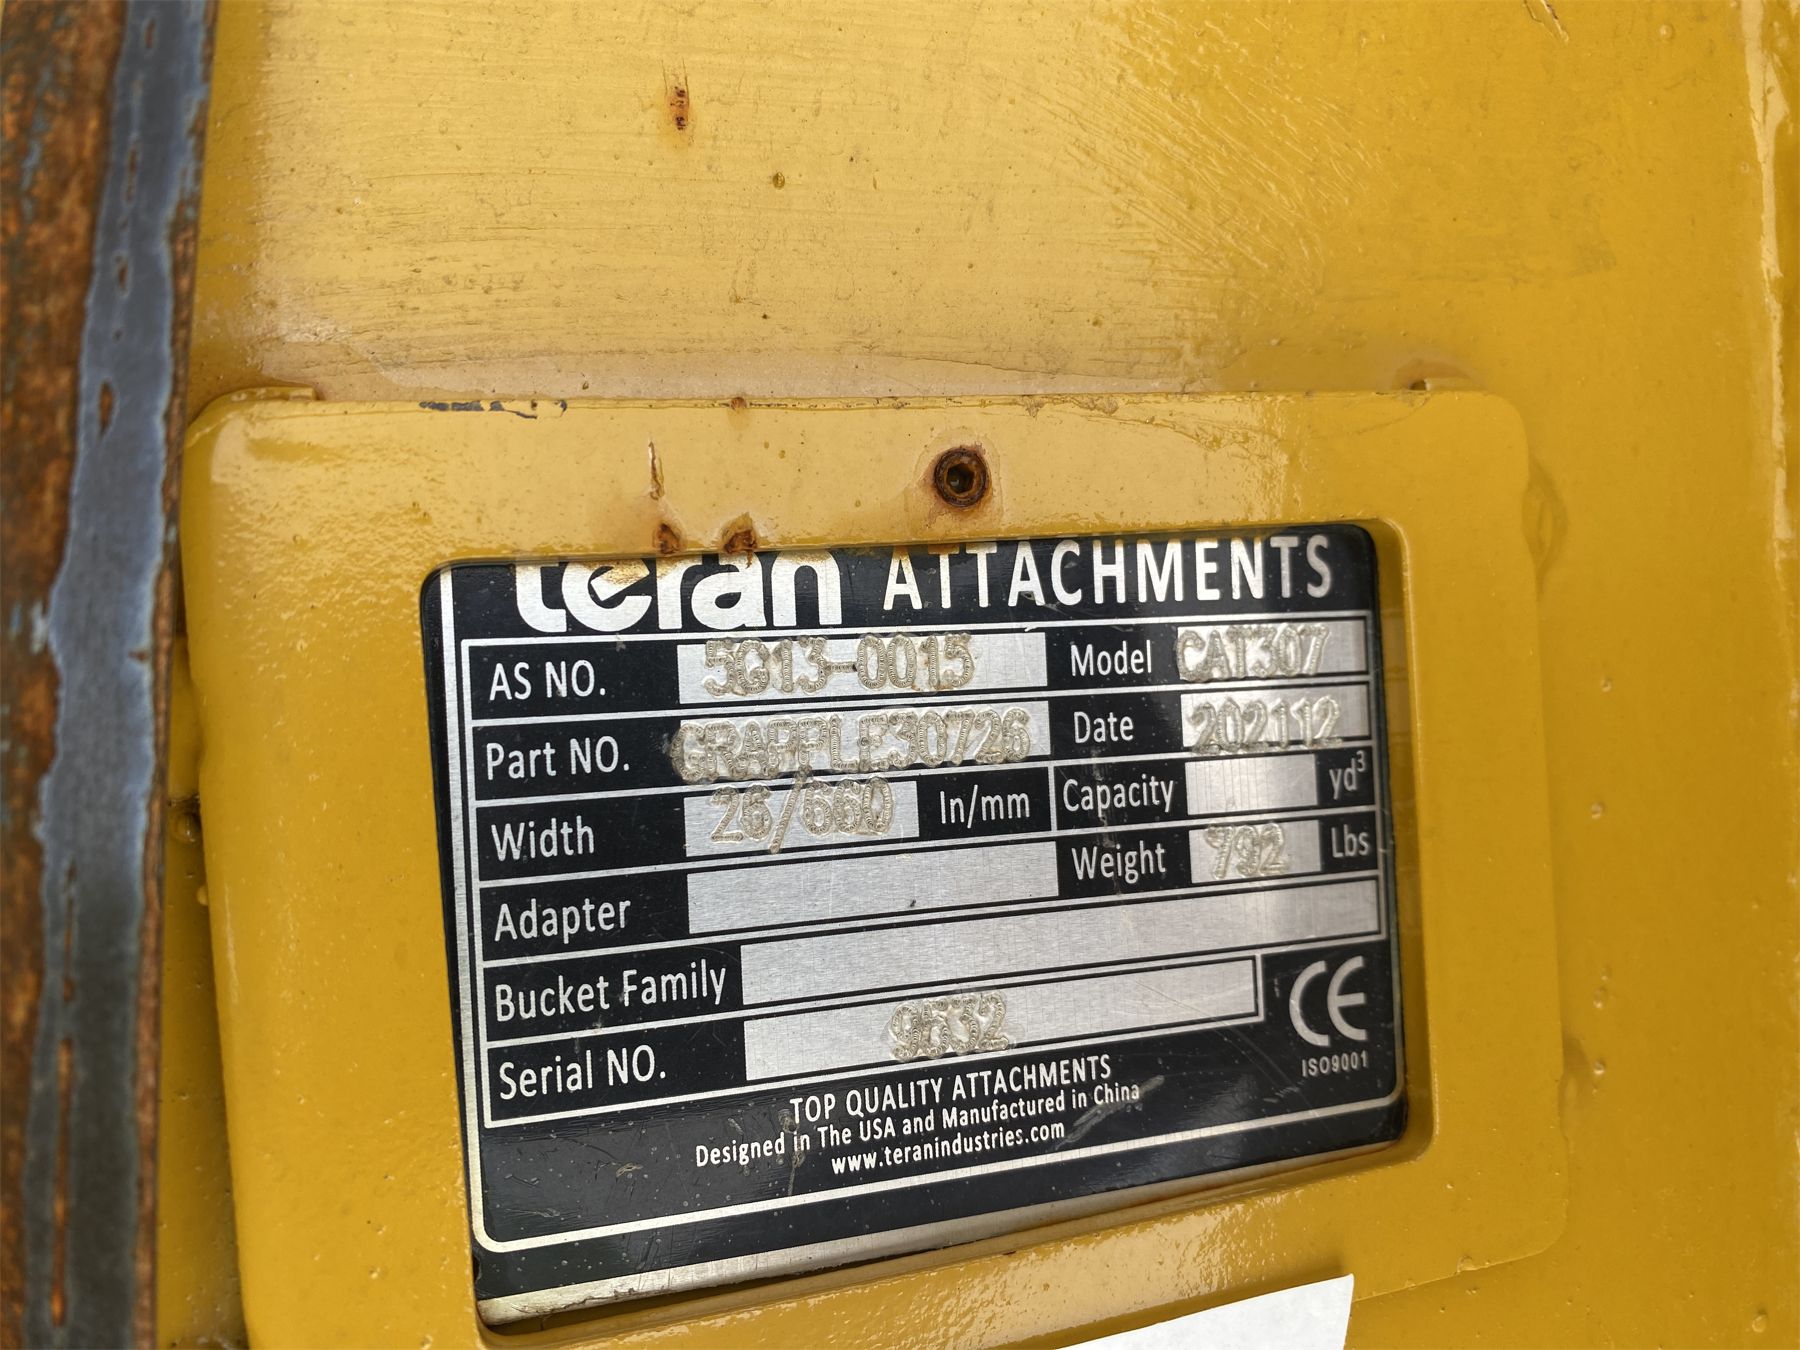 teran ATTACHMENTS
AS NO. 5G13-0015 Model CAT307
Part NO. GRAPPLE30726 Date 202112
Width 26/660 In/mm Capacity yd³
Adapter Weight 792 Lbs
Bucket Family
Serial NO. 9532
CE
ISO9001
TOP QUALITY ATTACHMENTS
Designed in The USA and Manufactured in China
www.teranindustries.com